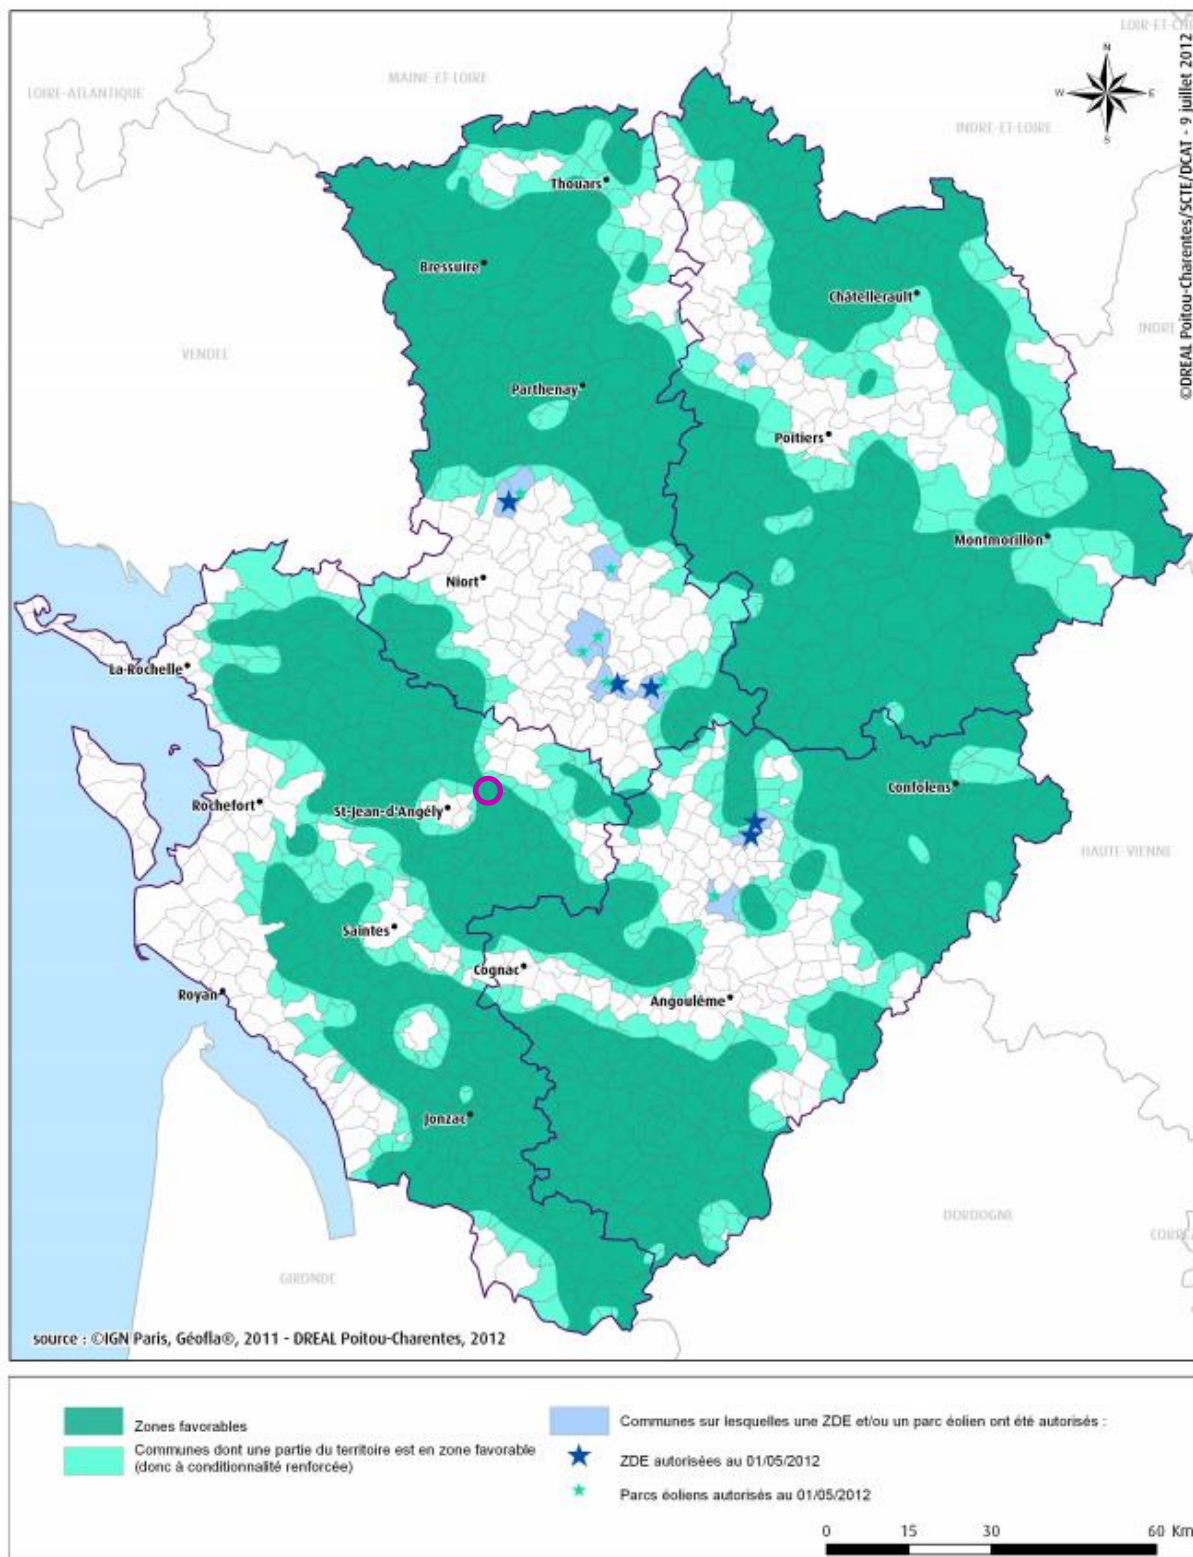 LOIR-ET-CH
MAINE-ET-LOIRE
LOIRE-ATLANTIQUE
INDRE-ET-LOIRE
N
W
E
S
©DREAL Poitou-Charentes/SCTE/DCAT - 9 juillet 2012
Thouars
Bressuire
Châtellerault
INDRE
VENDEE
Parthenay
Poitiers
Montmorillon
Niort
La-Rochelle
Confolens
Rochefort
St-Jean-d'Angély
HAUTE-VIENNE
Saintes
Cognac
Royan
Angoulême
Jonzac
DORDOGNE
CORRÈ
GIRONDE
source : ©IGN Paris, Géofla®, 2011 - DREAL Poitou-Charentes, 2012
Zones favorables
Communes dont une partie du territoire est en zone favorable
(donc à conditionnalité renforcée)
Communes sur lesquelles une ZDE et/ou un parc éolien ont été autorisés :
ZDE autorisées au 01/05/2012
Parcs éoliens autorisés au 01/05/2012
0 15 30 60 Km